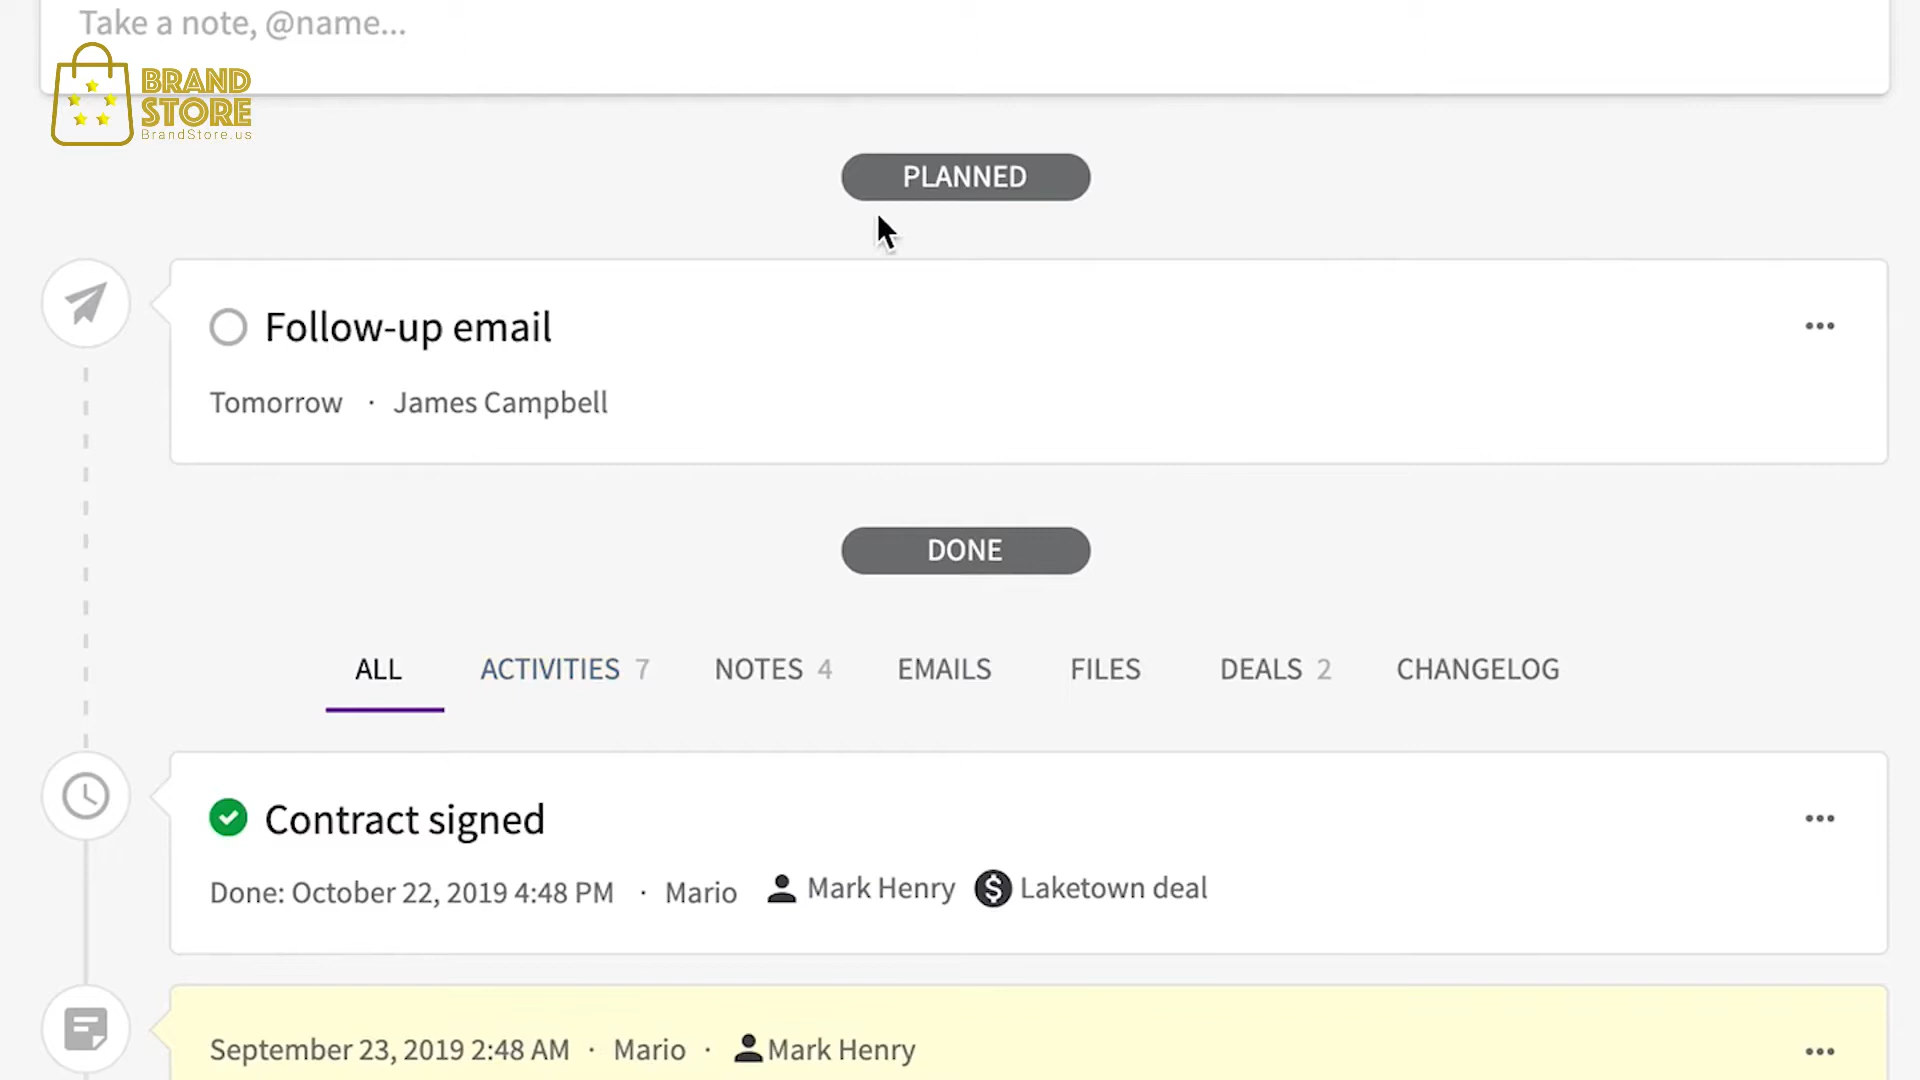 Take a note, @name...
BRAND
STORE
BrandStore.us
PLANNED
Follow-up email
Tomorrow · James Campbell
DONE
ALL ACTIVITIES 7 NOTES 4 EMAILS FILES DEALS 2 CHANGELOG
Contract signed
Done: October 22, 2019 4:48 PM · Mario Mark Henry Laketown deal
September 23, 2019 2:48 AM · Mario · Mark Henry